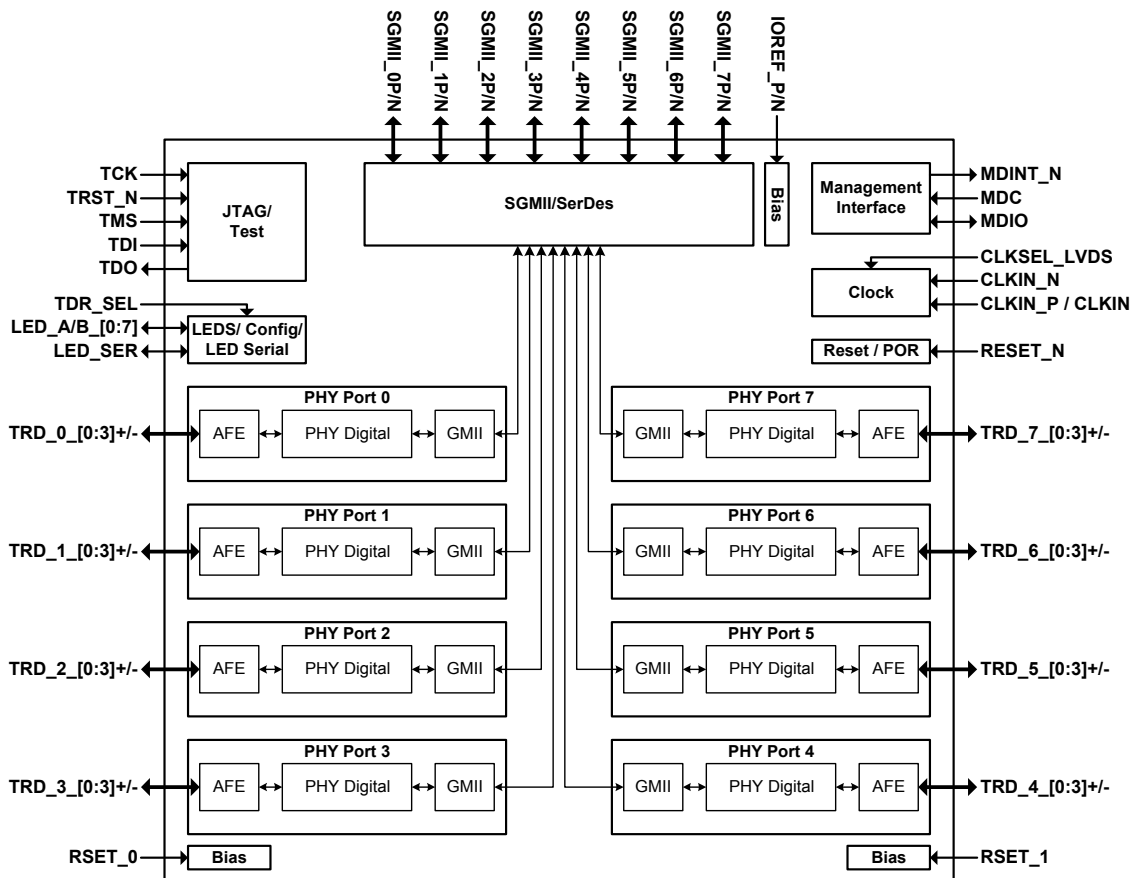 SGMII_0P/N
SGMII_1P/N
SGMII_2P/N
SGMII_3P/N
SGMII_4P/N
SGMII_5P/N
SGMII_6P/N
SGMII_7P/N
IOREF_P/N
TCK
TRST_N
TMS
TDI
TDO
JTAG/
Test
SGMII/SerDes
Bias
Management
Interface
MDINT_N
MDC
MDIO
CLKSEL_LVDS
CLKIN_N
CLKIN_P / CLKIN
Clock
TDR_SEL
LED_A/B_[0:7]
LED_SER
LEDS/ Config/
LED Serial
Reset / POR
RESET_N
PHY Port 0
TRD_0_[0:3]+/-
AFE
PHY Digital
GMII
PHY Port 7
GMII
PHY Digital
AFE
TRD_7_[0:3]+/-
PHY Port 1
TRD_1_[0:3]+/-
AFE
PHY Digital
GMII
PHY Port 6
GMII
PHY Digital
AFE
TRD_6_[0:3]+/-
PHY Port 2
TRD_2_[0:3]+/-
AFE
PHY Digital
GMII
PHY Port 5
GMII
PHY Digital
AFE
TRD_5_[0:3]+/-
PHY Port 3
TRD_3_[0:3]+/-
AFE
PHY Digital
GMII
PHY Port 4
GMII
PHY Digital
AFE
TRD_4_[0:3]+/-
RSET_0
Bias
Bias
RSET_1